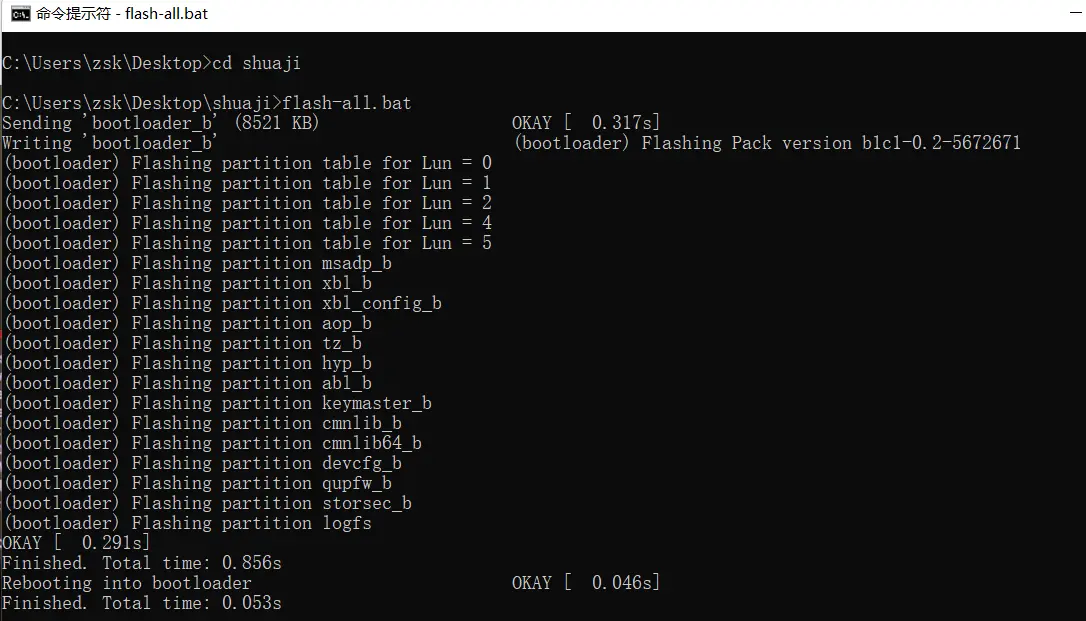 命令提示符 - flash-all.bat
C:\Users\zsk\Desktop>cd shuaji
C:\Users\zsk\Desktop\shuaji>flash-all.bat
Sending 'bootloader_b' (8521 KB) OKAY [ 0.317s]
Writing 'bootloader_b' (bootloader) Flashing Pack version b1c1-0.2-5672671
(bootloader) Flashing partition table for Lun = 0
(bootloader) Flashing partition table for Lun = 1
(bootloader) Flashing partition table for Lun = 2
(bootloader) Flashing partition table for Lun = 4
(bootloader) Flashing partition table for Lun = 5
(bootloader) Flashing partition msadp_b
(bootloader) Flashing partition xbl_b
(bootloader) Flashing partition xbl_config_b
(bootloader) Flashing partition aop_b
(bootloader) Flashing partition tz_b
(bootloader) Flashing partition hyp_b
(bootloader) Flashing partition abl_b
(bootloader) Flashing partition keymaster_b
(bootloader) Flashing partition cmnlib_b
(bootloader) Flashing partition cmnlib64_b
(bootloader) Flashing partition devcfg_b
(bootloader) Flashing partition qupfw_b
(bootloader) Flashing partition storsec_b
(bootloader) Flashing partition logfs
OKAY [ 0.291s]
Finished. Total time: 0.856s
Rebooting into bootloader OKAY [ 0.046s]
Finished. Total time: 0.053s